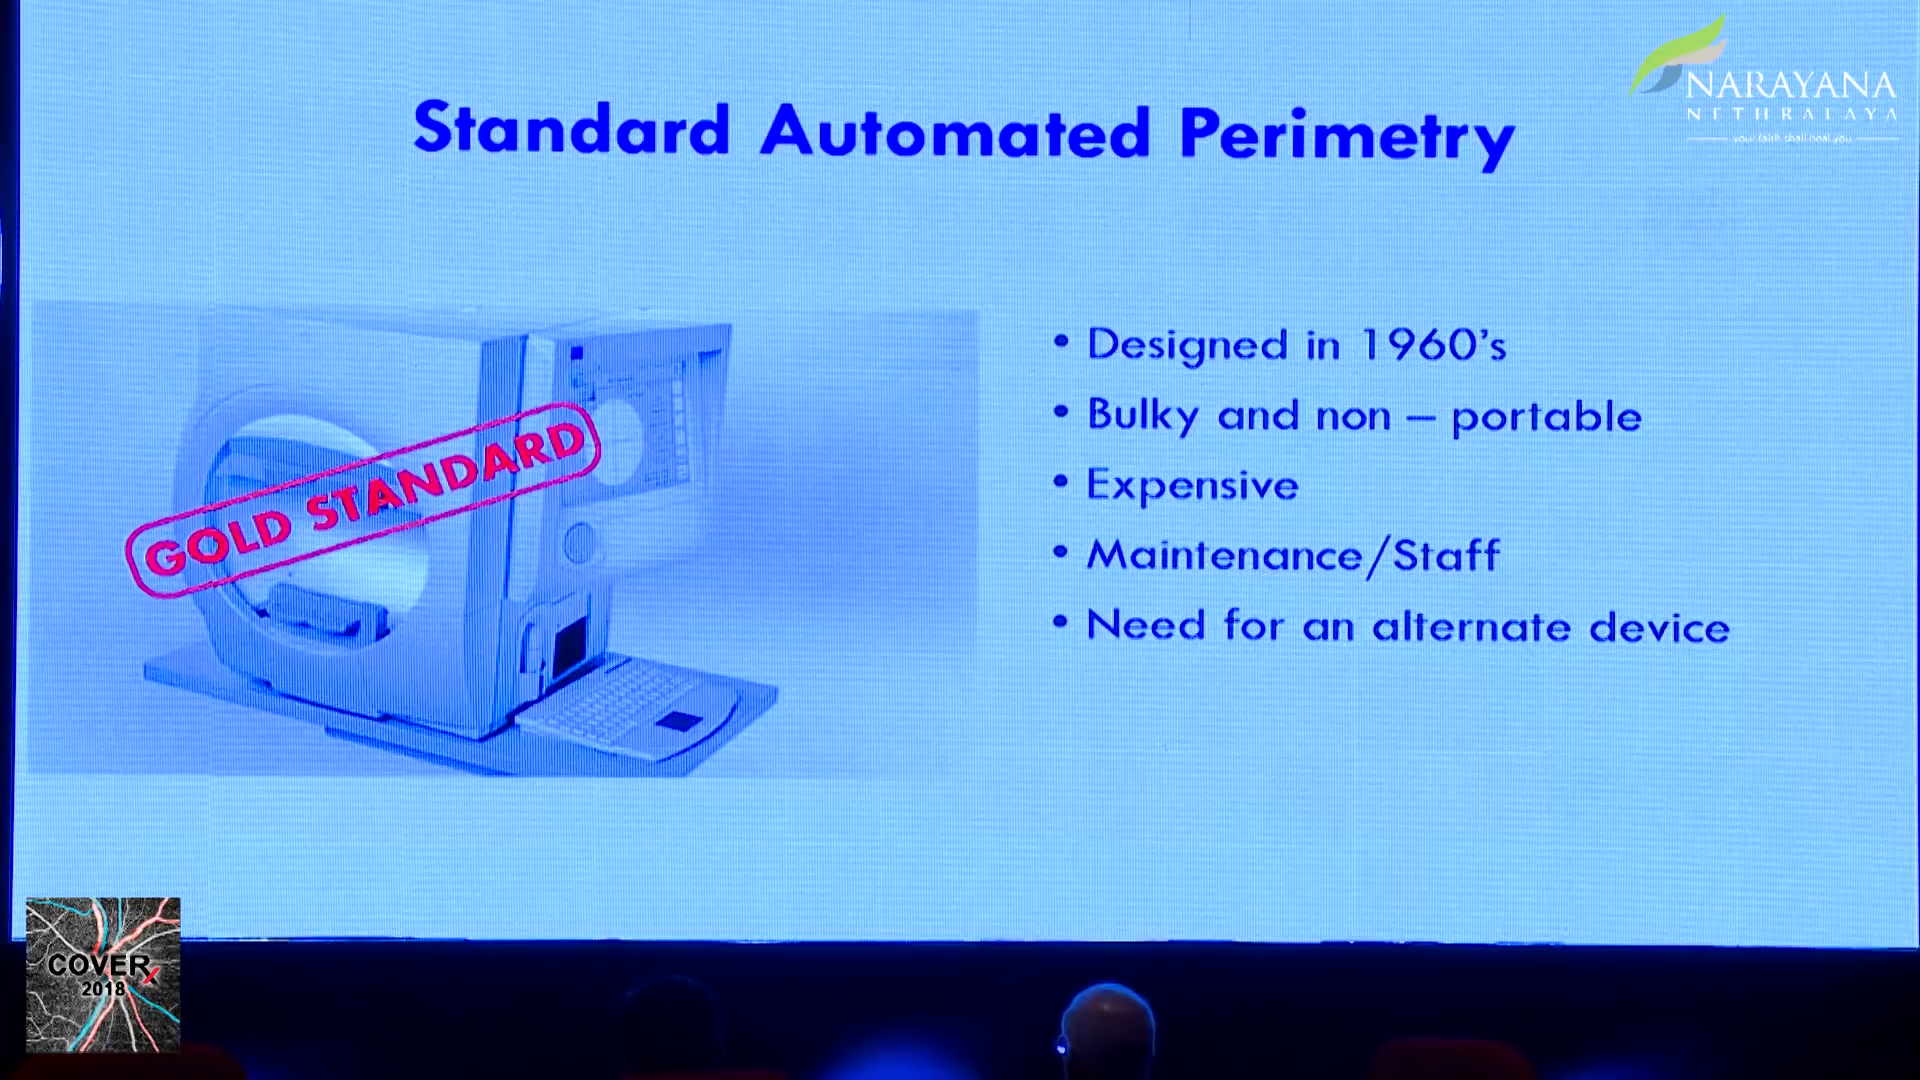 NARAYANA
NETHRALAYA
your faith shall heal you
Standard Automated Perimetry
GOLD STANDARD
• Designed in 1960’s
• Bulky and non – portable
• Expensive
• Maintenance/Staff
• Need for an alternate device
COVERx
2018